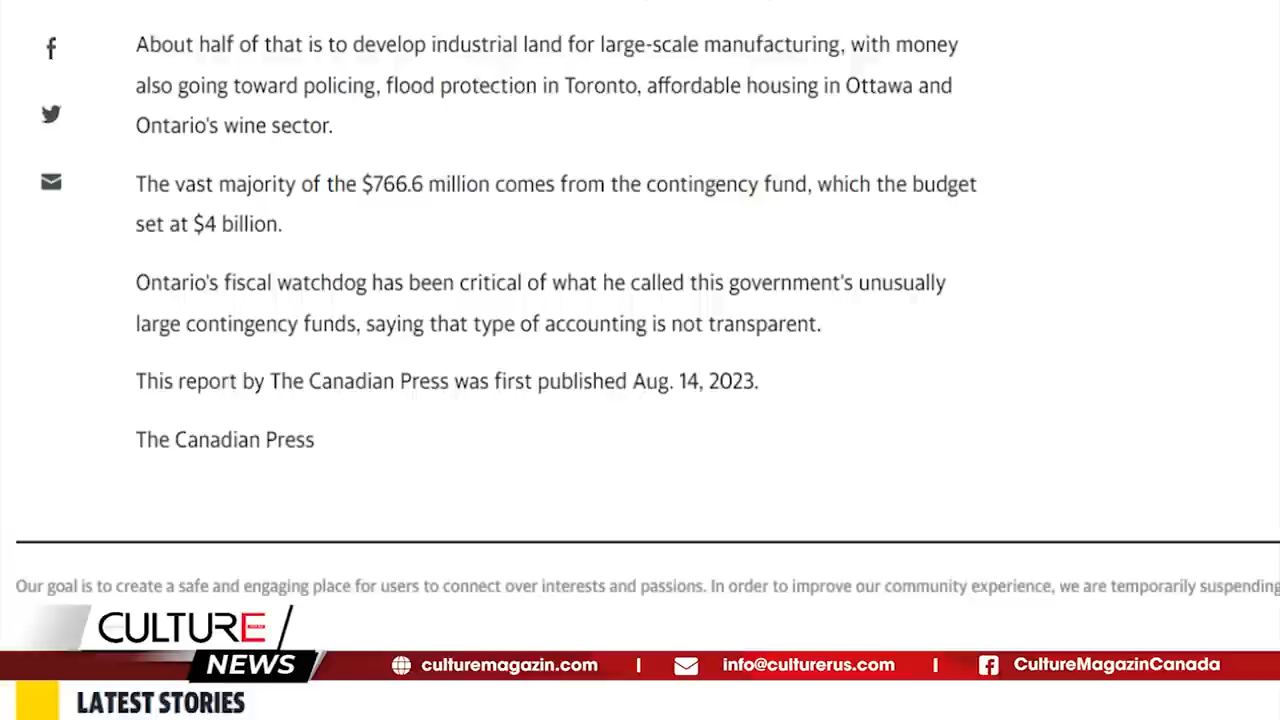 About half of that is to develop industrial land for large-scale manufacturing, with money
also going toward policing, flood protection in Toronto, affordable housing in Ottawa and
Ontario's wine sector.
The vast majority of the $766.6 million comes from the contingency fund, which the budget
set at $4 billion.
Ontario's fiscal watchdog has been critical of what he called this government's unusually
large contingency funds, saying that type of accounting is not transparent.
This report by The Canadian Press was first published Aug. 14, 2023.
The Canadian Press
Our goal is to create a safe and engaging place for users to connect over interests and passions. In order to improve our community experience, we are temporarily suspending
CULTURE
NEWS
culturemagazin.com | info@culturerus.com | CultureMagazinCanada
LATEST STORIES